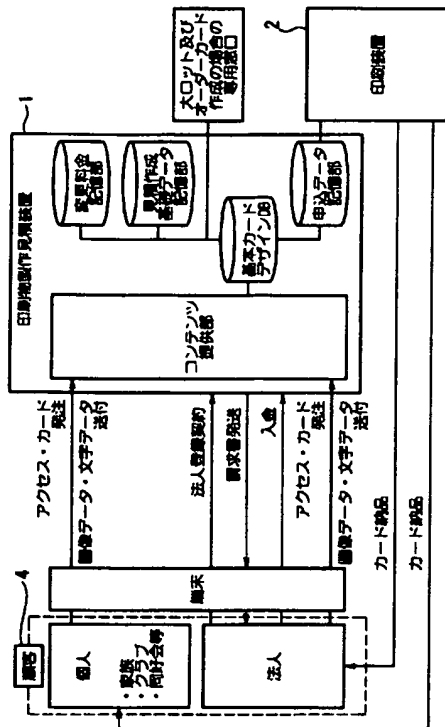 顧客
4
個人
・家族
・クラブ
・同好会等
法人
端末
アクセス・カード
発注
画像データ・文字データ
送付
法人登録契約
請求書発送
入金
アクセス・カード
発注
画像データ・文字データ
送付
カード納品
カード納品
1
印刷物製作見積装置
コンテンツ
提供部
変更料金
記憶部
見積作成
基礎データ
記憶部
基本カード
デザインDB
申込データ
記憶部
大ロット及び
オーダーカード
作成の場合の
専用窓口
2
印刷装置